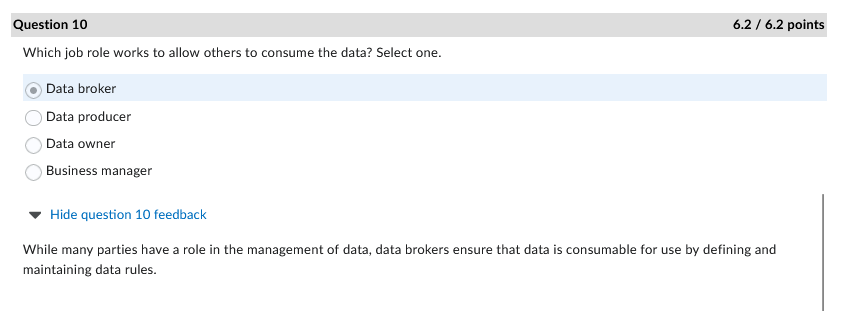 Question 10 6.2 / 6.2 points
Which job role works to allow others to consume the data? Select one.
Data broker
Data producer
Data owner
Business manager
Hide question 10 feedback
While many parties have a role in the management of data, data brokers ensure that data is consumable for use by defining and
maintaining data rules.